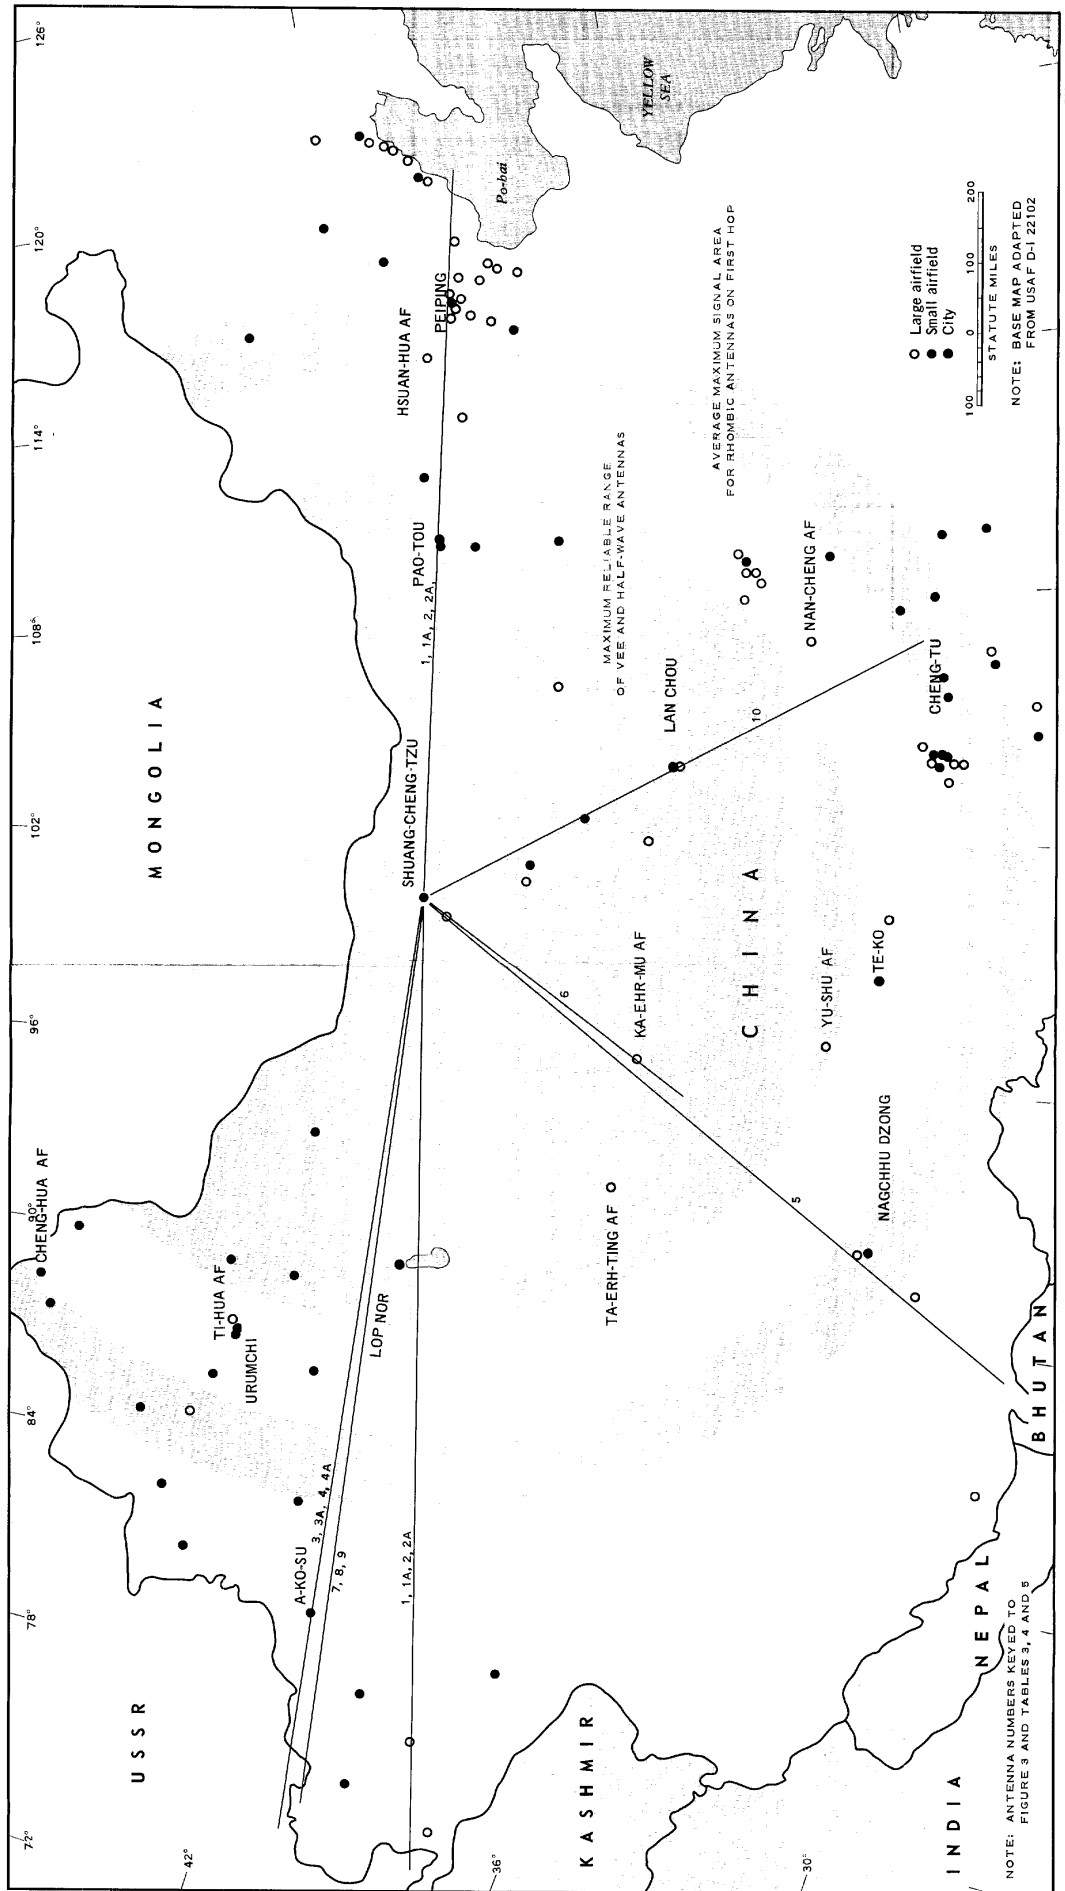 USSR
MONGOLIA
CHINA
KASHMIR
INDIA
NEPAL
BHUTAN
YELLOW
SEA
Po-hai
72°
78°
84°
90°
96°
102°
108°
114°
120°
126°
42°
36°
30°
CHENG-HUA AF
TI-HUA AF
URUMCHI
A-KO-SU
LOP NOR
3, 3A, 4, 4A
7, 8, 9
1, 1A, 2, 2A
SHUANG-CHENG-TZU
1, 1A, 2, 2A,
PAO-TOU
HSUAN-HUA AF
PEIPING
6
5
10
KA-EHR-MU AF
TA-ERH-TING AF
NAGCHHU DZONG
YU-SHU AF
TE-KO
LAN CHOU
NAN-CHENG AF
CHENG-TU
MAXIMUM RELIABLE RANGE
OF VEE AND HALF-WAVE ANTENNAS
AVERAGE MAXIMUM SIGNAL AREA
FOR RHOMBIC ANTENNAS ON FIRST HOP
Large airfield
Small airfield
City
100 0 100 200
STATUTE MILES
NOTE: BASE MAP ADAPTED
FROM USAF D-I 22102
NOTE: ANTENNA NUMBERS KEYED TO
FIGURE 3 AND TABLES 3, 4 AND 5